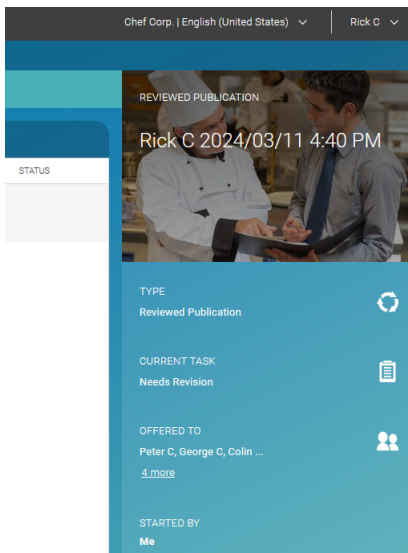 Chef Corp. | English (United States) Rick C
REVIEWED PUBLICATION
Rick C 2024/03/11 4:40 PM
STATUS
TYPE
Reviewed Publication
CURRENT TASK
Needs Revision
OFFERED TO
Peter C, George C, Colin ...
4 more
STARTED BY
Me